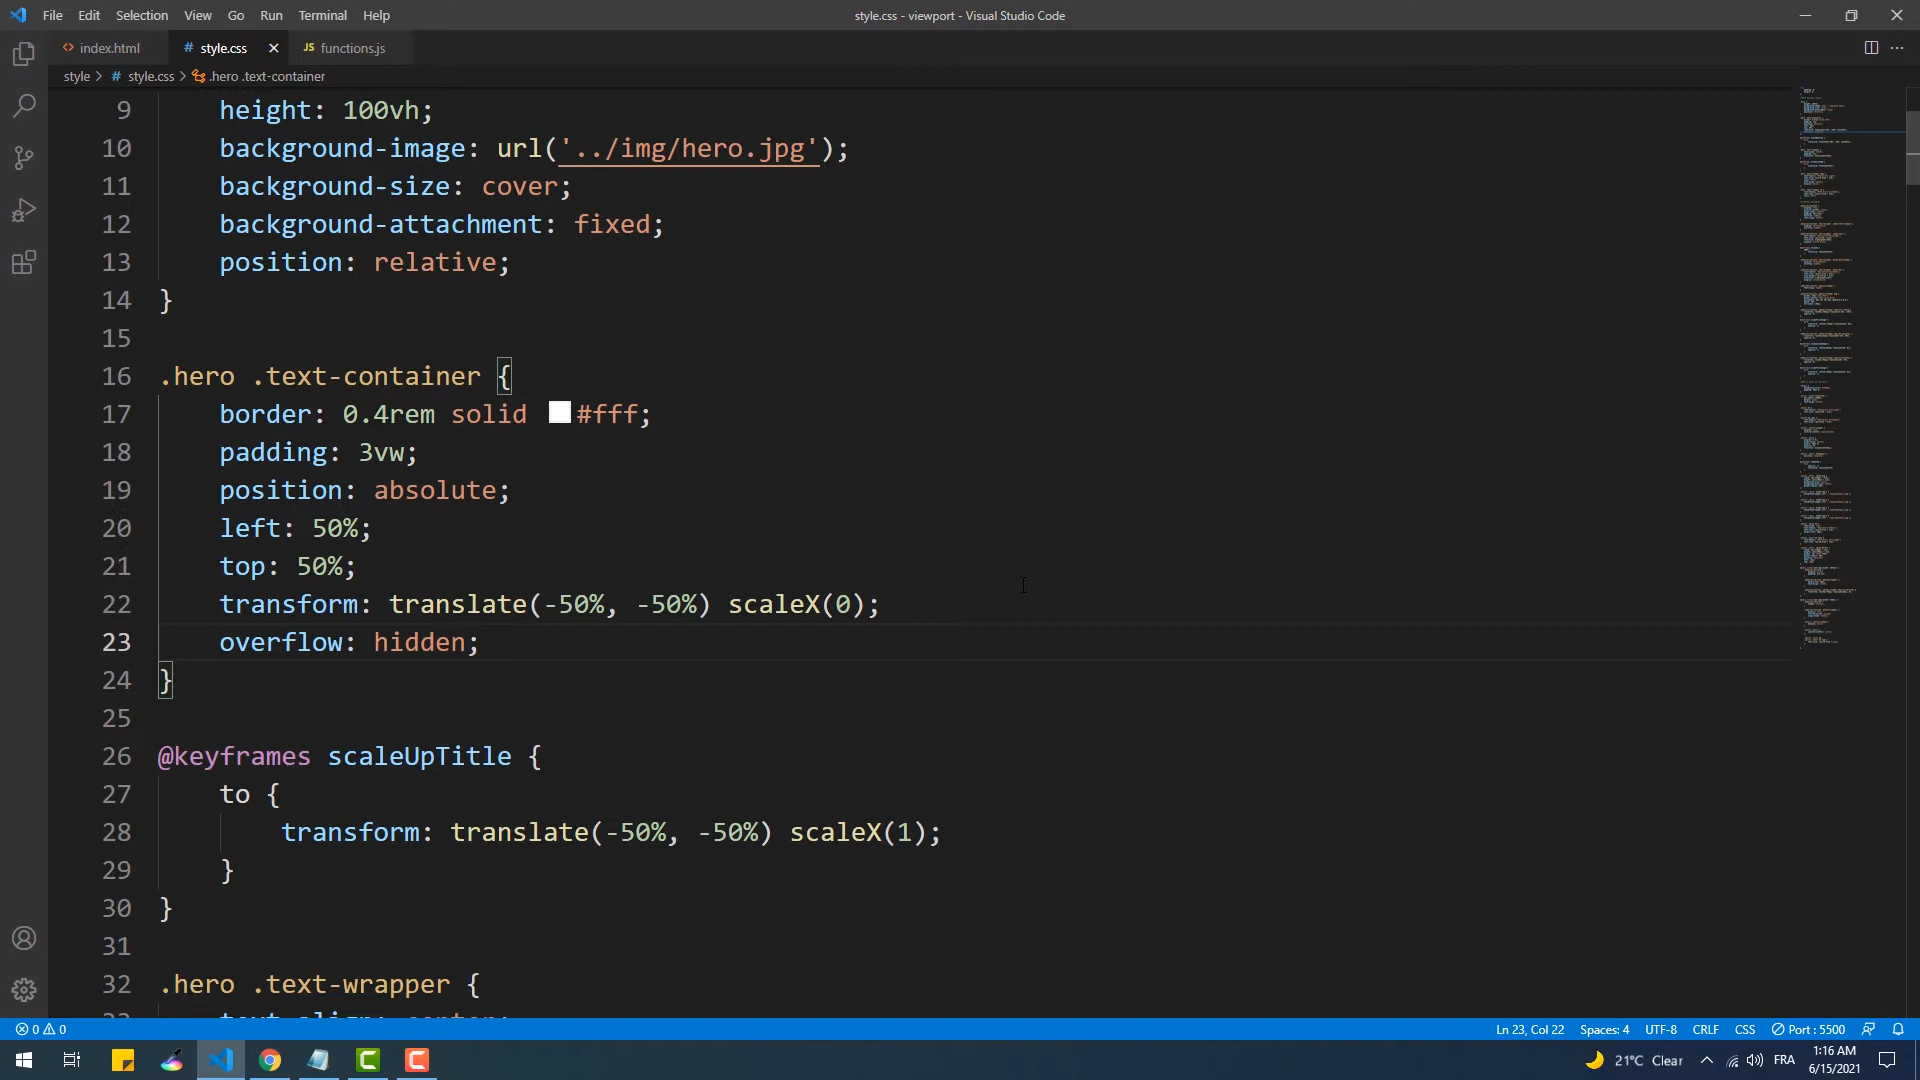 File Edit Selection View Go Run Terminal Help
style.css - viewport - Visual Studio Code
index.html
# style.css
JS functions.js
style > # style.css > .hero .text-container
9 height: 100vh;
10 background-image: url('../img/hero.jpg');
11 background-size: cover;
12 background-attachment: fixed;
13 position: relative;
14 }
15
16 .hero .text-container {
17 border: 0.4rem solid #fff;
18 padding: 3vw;
19 position: absolute;
20 left: 50%;
21 top: 50%;
22 transform: translate(-50%, -50%) scaleX(0);
23 overflow: hidden;
24 }
25
26 @keyframes scaleUpTitle {
27 to {
28 transform: translate(-50%, -50%) scaleX(1);
29 }
30 }
31
32 .hero .text-wrapper {
0 0
Ln 23, Col 22 Spaces: 4 UTF-8 CRLF CSS Port : 5500
21°C Clear FRA
1:16 AM
6/15/2021